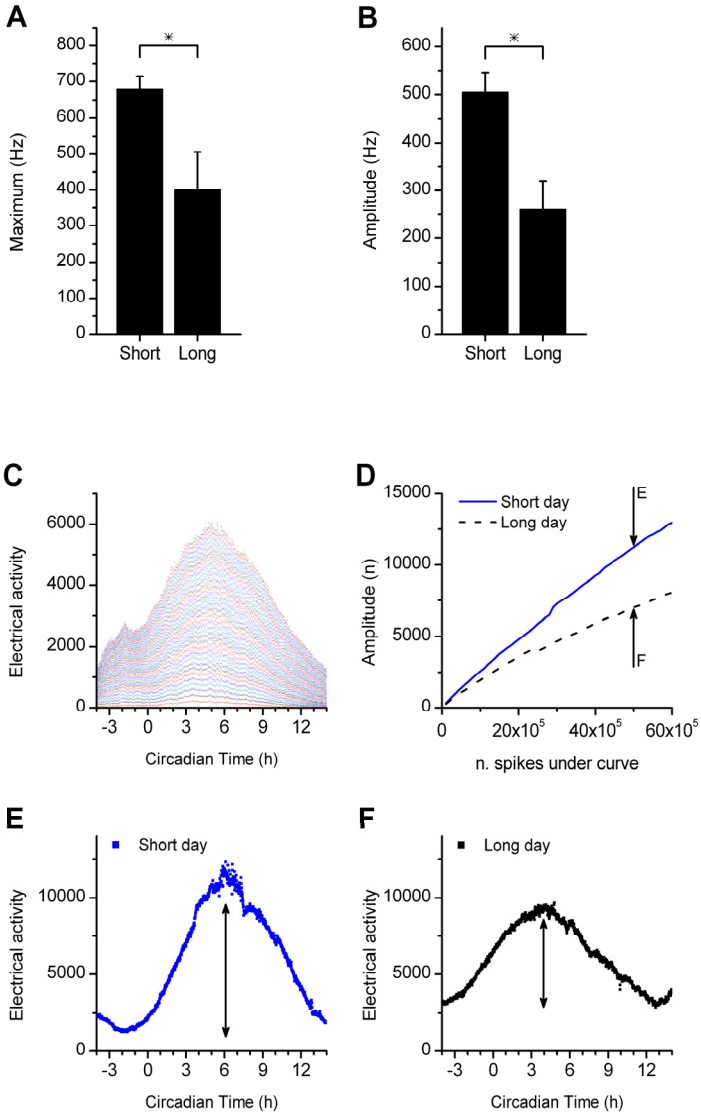 A
Maximum (Hz)
800
700
600
500
400
300
200
100
0
*
Short Long
B
Amplitude (Hz)
600
500
400
300
200
100
0
*
Short Long
C
Electrical activity
6000
4000
2000
0
-3 0 3 6 9 12
Circadian Time (h)
D
Amplitude (n)
15000
10000
5000
0
Short day
Long day
E
F
0 20x10⁵ 40x10⁵ 60x10⁵
n. spikes under curve
E
Electrical activity
10000
5000
0
Short day
-3 0 3 6 9 12
Circadian Time (h)
F
Electrical activity
10000
5000
0
Long day
-3 0 3 6 9 12
Circadian Time (h)